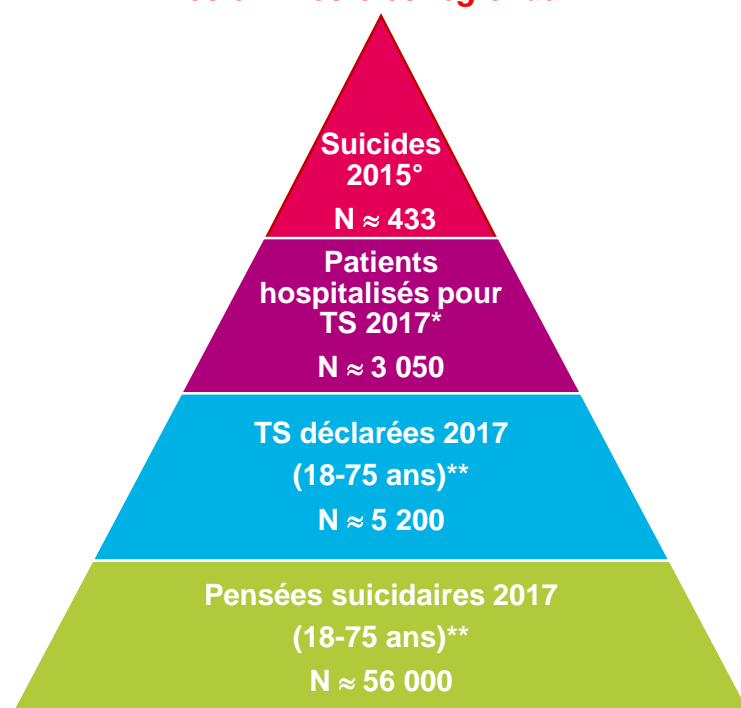 Suicides
2015°
N ≈ 433
Patients
hospitalisés pour
TS 2017*
N ≈ 3 050
TS déclarées 2017
(18-75 ans)**
N ≈ 5 200
Pensées suicidaires 2017
(18-75 ans)**
N ≈ 56 000